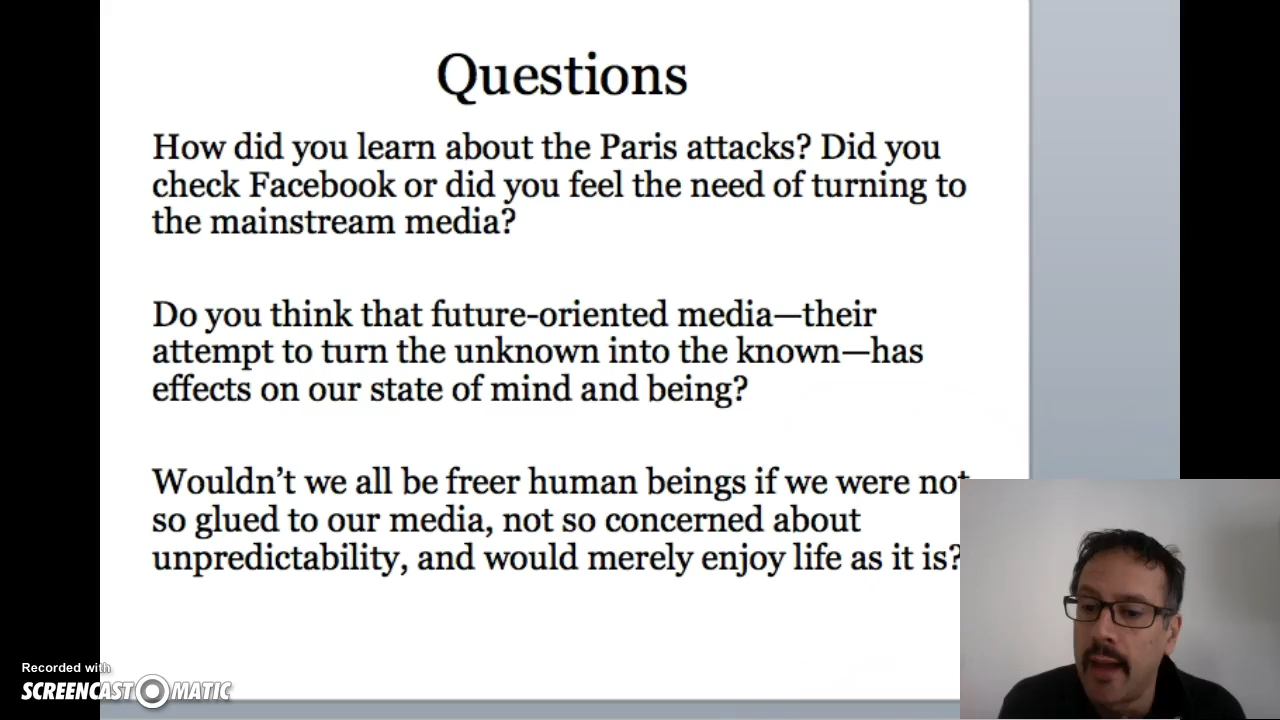 Questions
How did you learn about the Paris attacks? Did you
check Facebook or did you feel the need of turning to
the mainstream media?
Do you think that future-oriented media—their
attempt to turn the unknown into the known—has
effects on our state of mind and being?
Wouldn’t we all be freer human beings if we were not
so glued to our media, not so concerned about
unpredictability, and would merely enjoy life as it is?
Recorded with
SCREENCAST O MATIC